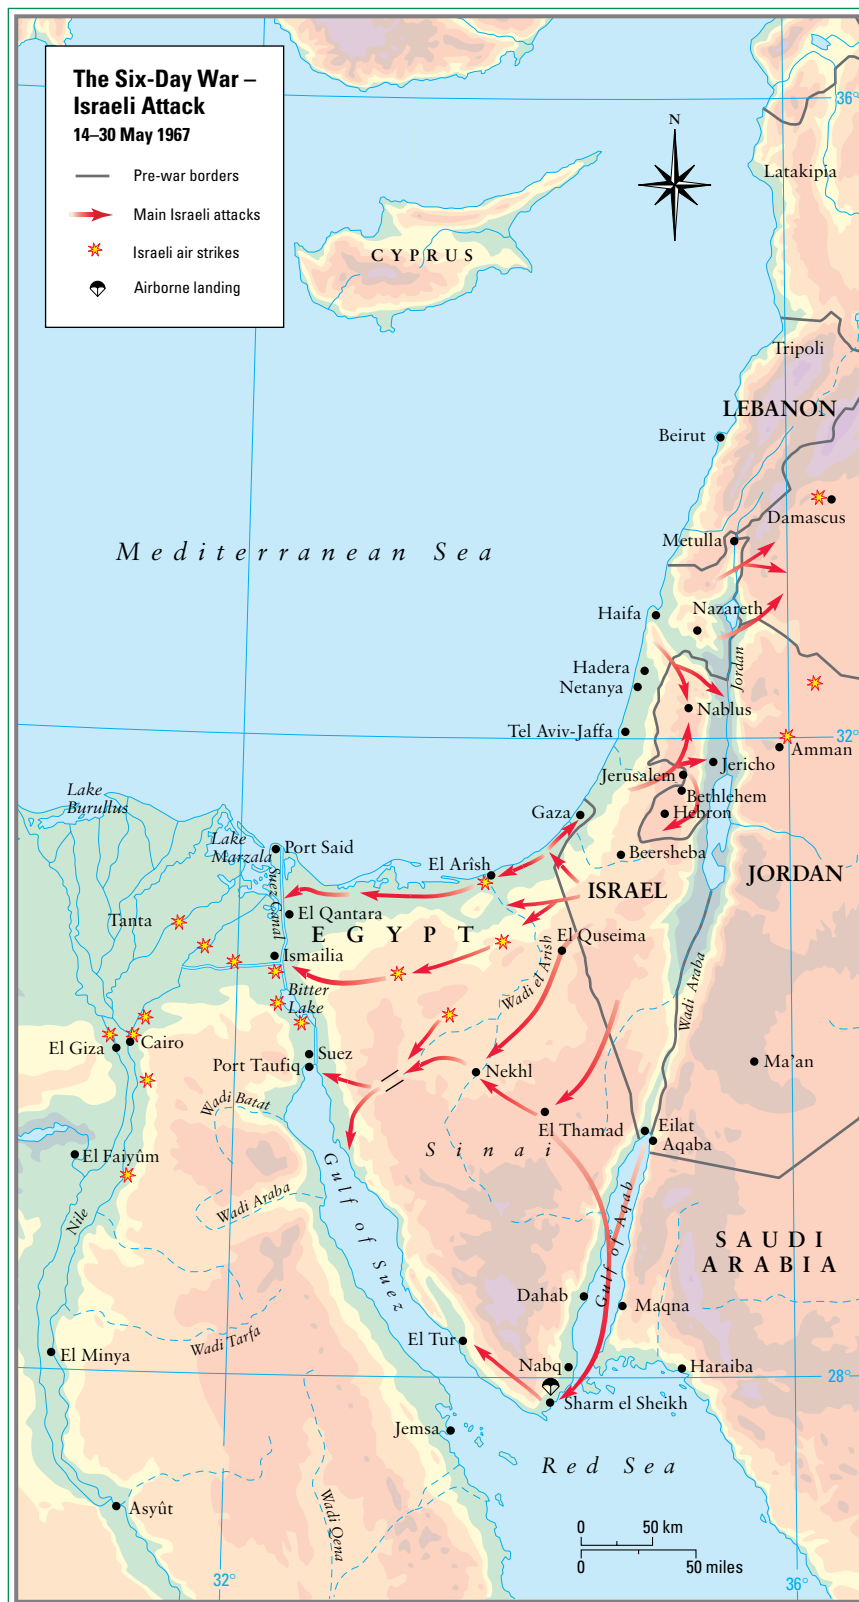 The Six-Day War –
Israeli Attack
14–30 May 1967
Pre-war borders
Main Israeli attacks
Israeli air strikes
Airborne landing
N
36°
Latakipia
CYPRUS
Tripoli
LEBANON
Beirut
Damascus
Mediterranean Sea
Metulla
Nazareth
Haifa
Jordan
Hadera
Netanya
Nablus
Tel Aviv-Jaffa
32°
Amman
Jericho
Jerusalem
Bethlehem
Hebron
Lake
Burullus
Gaza
Lake
Marzala
Port Said
Beersheba
El Arîsh
Suez Canal
ISRAEL
JORDAN
El Qantara
Tanta
EGYPT
El Quseima
Ismailia
Wadi el Arish
Bitter
Lake
Wadi Araba
Cairo
El Giza
Suez
Port Taufiq
Ma'an
Nekhl
Wadi Batat
El Thamad
Eilat
Aqaba
Sinai
El Faiyûm
Gulf of Suez
Wadi Araba
Nile
Gulf of Aqab
SAUDI
ARABIA
Dahab
Maqna
El Tur
Wadi Tarfa
El Minya
Nabq
Haraiba
28°
Sharm el Sheikh
Jemsa
Red Sea
Asyût
Wadi Qena
0 50 km
0 50 miles
32°
36°